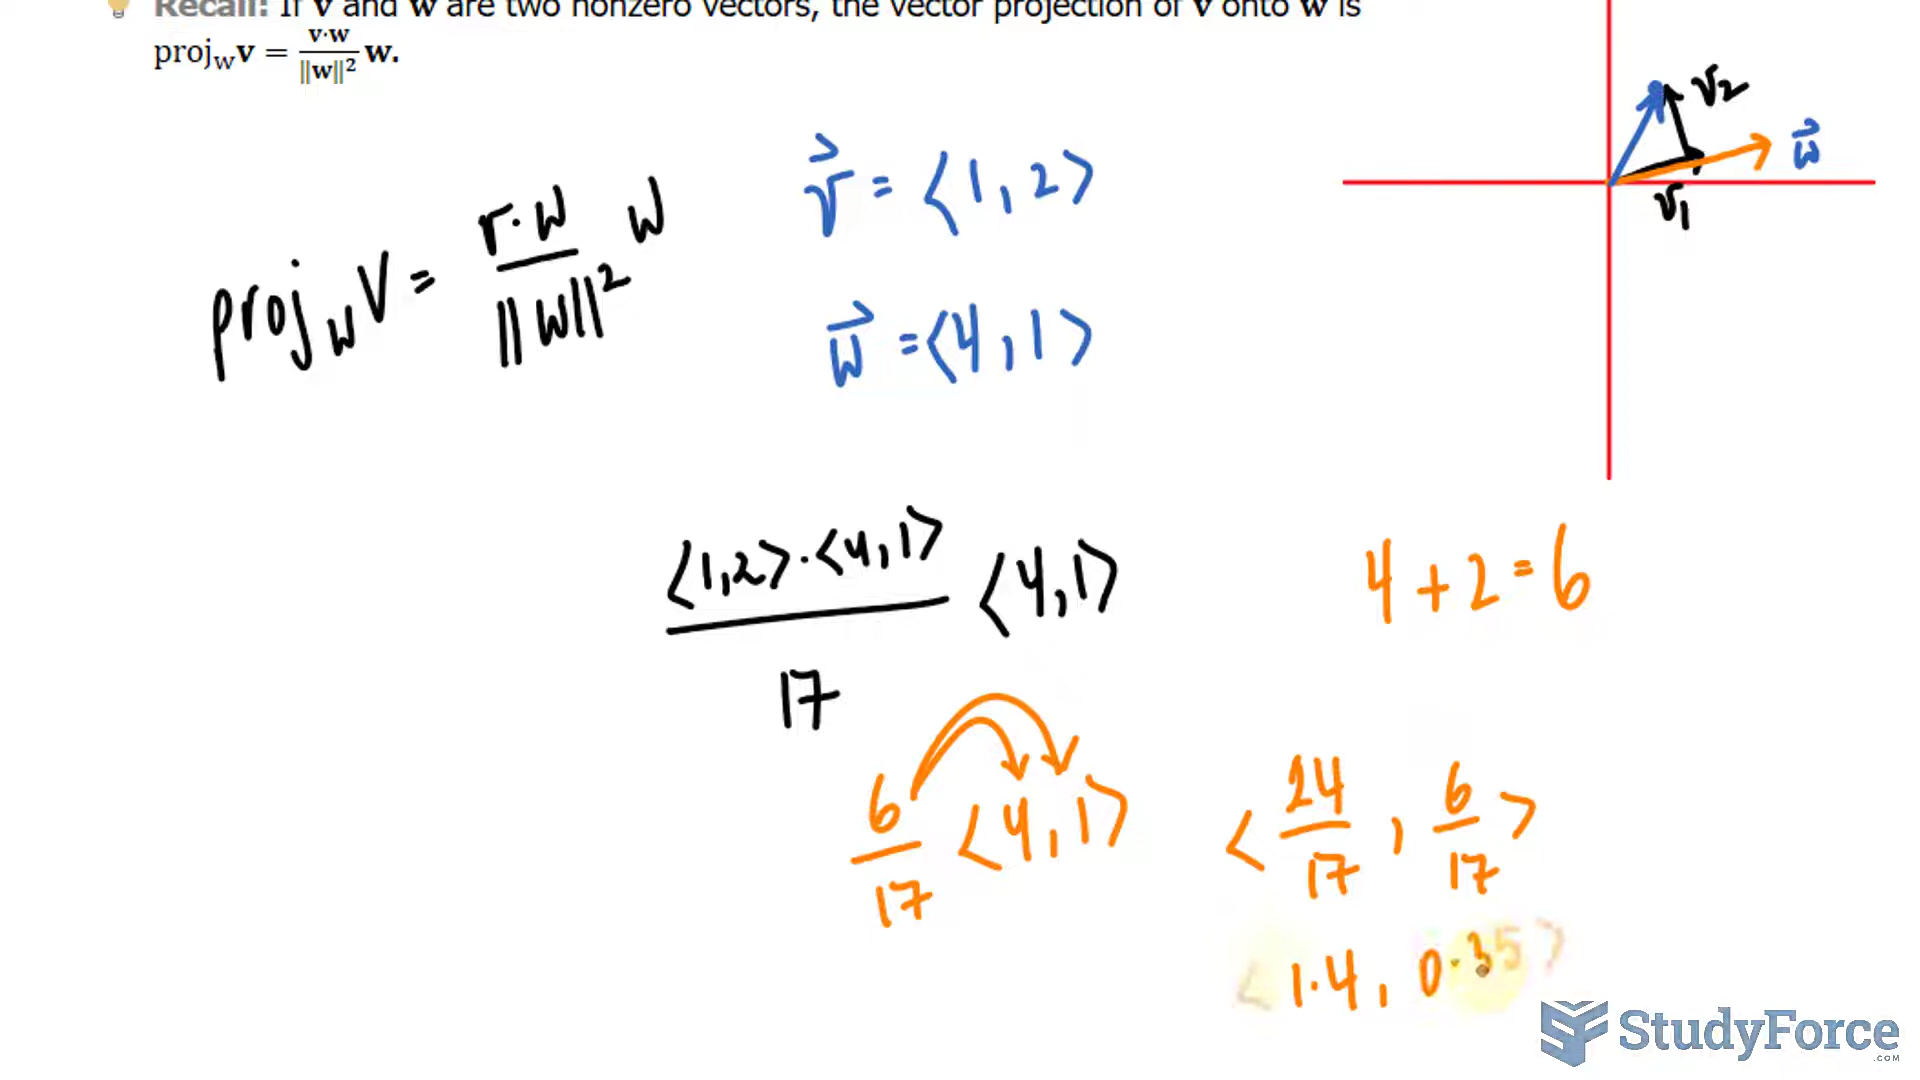 Recall: If v and w are two nonzero vectors, the vector projection of v onto w is
proj_w v = v·w / ||w||² w.
proj_w v = v·w / ||w||² w
v⃗ = ⟨1, 2⟩
w⃗ = ⟨4, 1⟩
v2
w⃗
v1
⟨1,2⟩·⟨4,1⟩ / 17 ⟨4,1⟩
4 + 2 = 6
6/17 ⟨4,1⟩
⟨24/17, 6/17⟩
⟨1.4, 0.35⟩
StudyForce
.COM